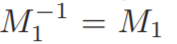 $M_1^{-1} = M_1$